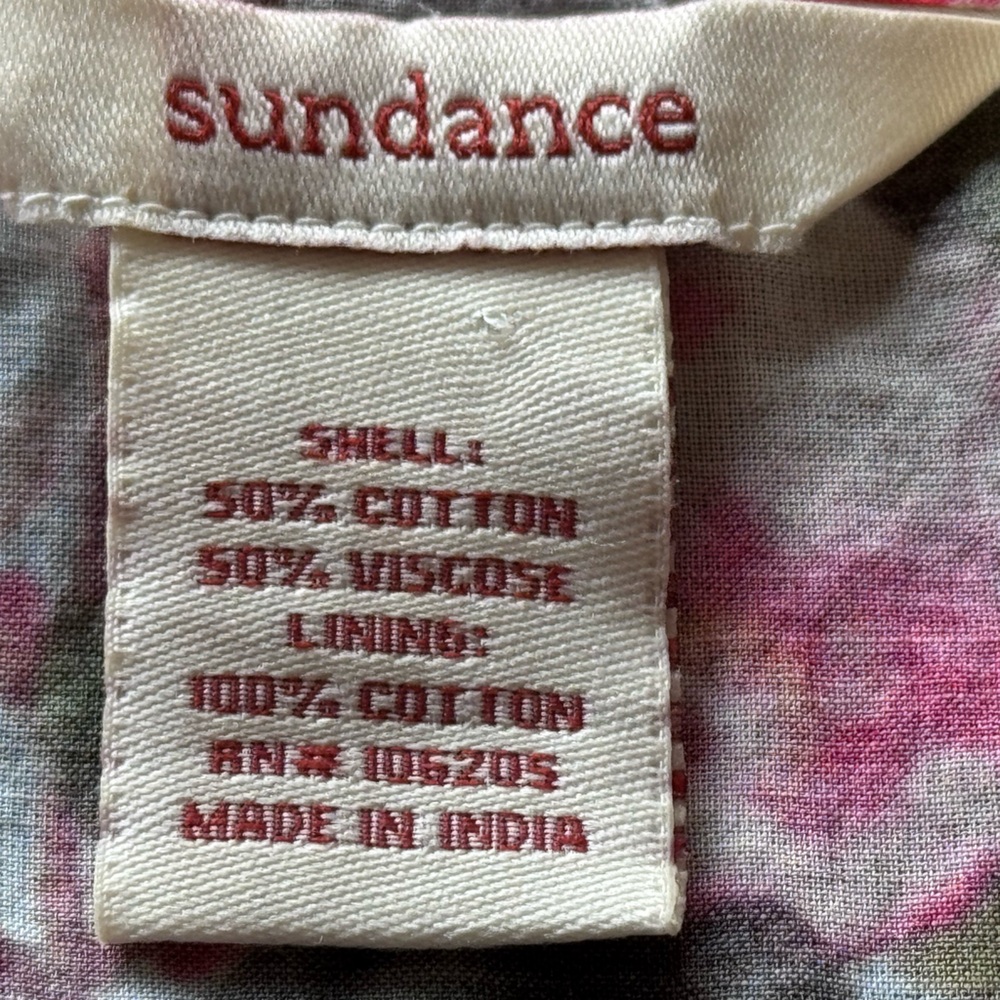 sundance
SHELL:
50% COTTON
50% VISCOSE
LINING:
100% COTTON
RN# 106205
MADE IN INDIA